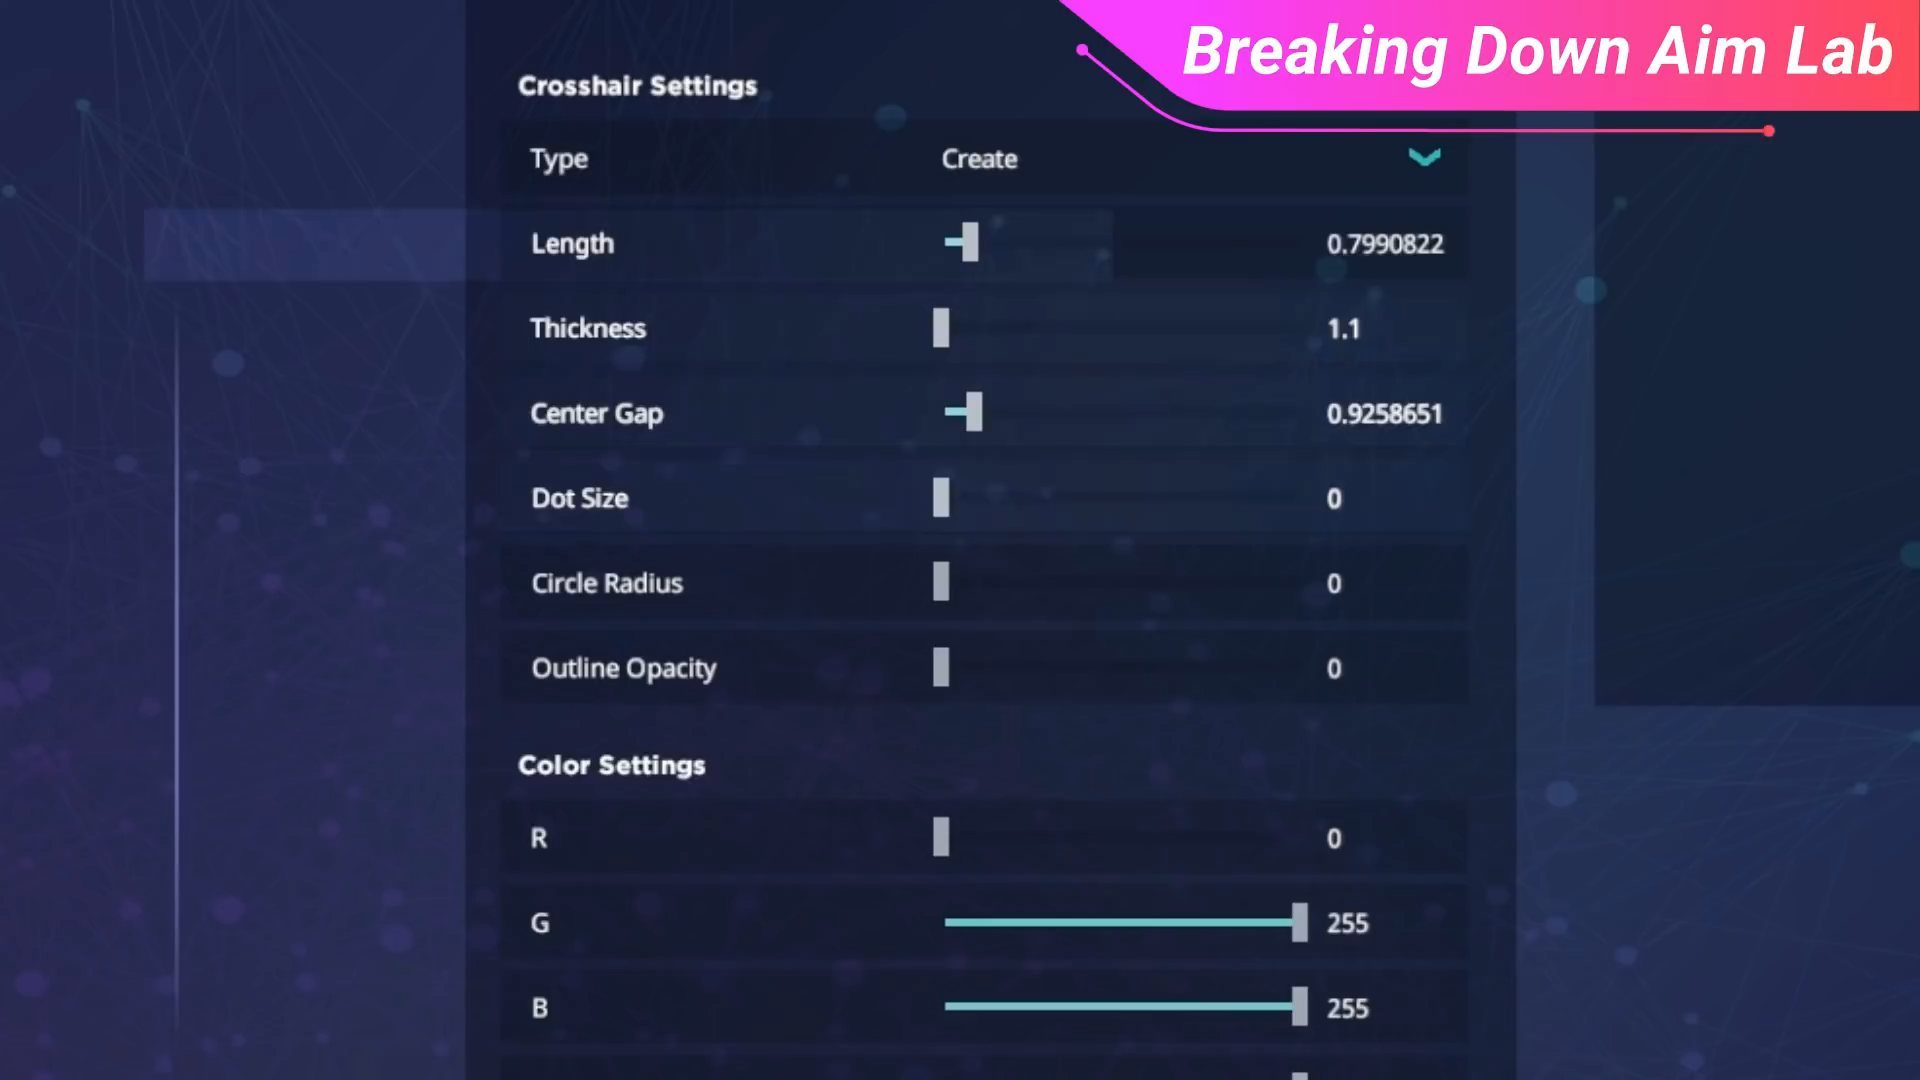 Breaking Down Aim Lab
Crosshair Settings
Type Create
Length 0.7990822
Thickness 1.1
Center Gap 0.9258651
Dot Size 0
Circle Radius 0
Outline Opacity 0
Color Settings
R 0
G 255
B 255